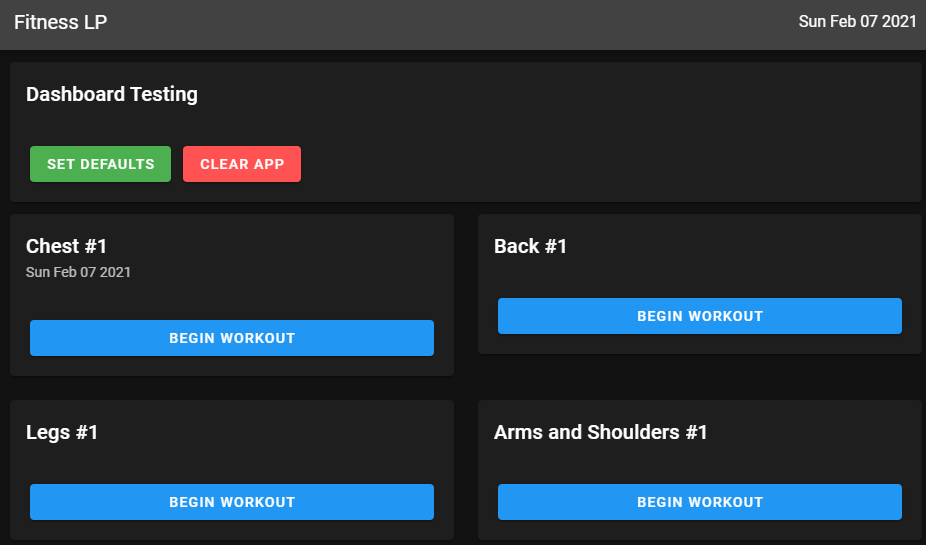 Fitness LP
Sun Feb 07 2021
Dashboard Testing
SET DEFAULTS
CLEAR APP
Chest #1
Sun Feb 07 2021
BEGIN WORKOUT
Back #1
BEGIN WORKOUT
Legs #1
BEGIN WORKOUT
Arms and Shoulders #1
BEGIN WORKOUT